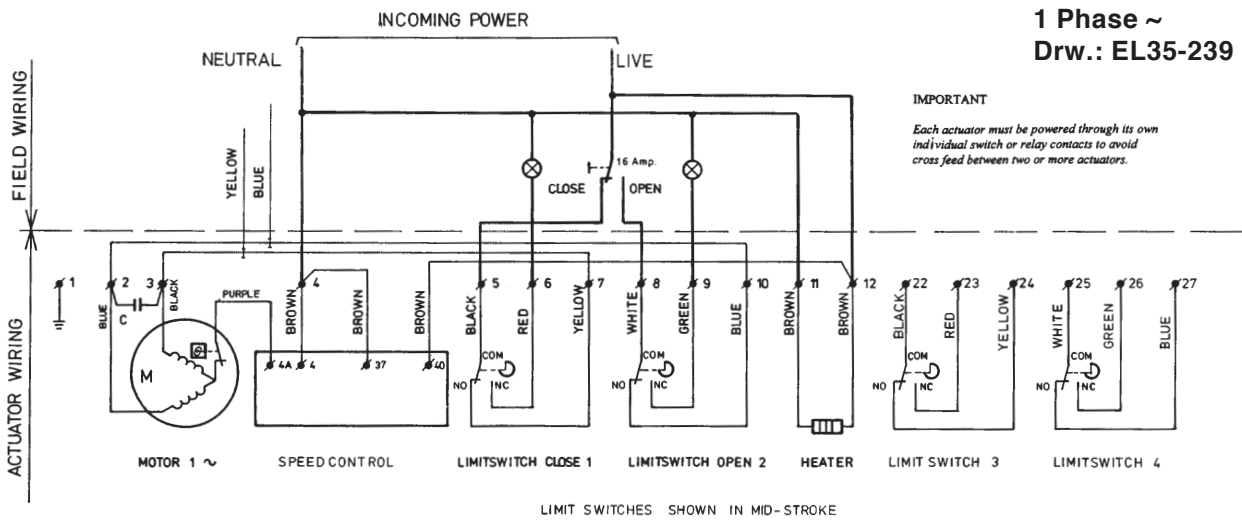 INCOMING POWER
1 Phase ~
Drw.: EL35-239
NEUTRAL
LIVE
IMPORTANT
Each actuator must be powered through its own
individual switch or relay contacts to avoid
cross feed between two or more actuators.
FIELD WIRING
YELLOW
BLUE
16 Amp.
CLOSE
OPEN
ACTUATOR WIRING
1
2
3
4
5
6
7
8
9
10
11
12
22
23
24
25
26
27
BLUE
C
BLACK
PURPLE
BROWN
BROWN
BROWN
BLACK
RED
YELLOW
WHITE
GREEN
BLUE
BROWN
BROWN
BLACK
RED
YELLOW
WHITE
GREEN
BLUE
M
4A
4
37
40
COM
NO
NC
COM
NO
NC
COM
NO
NC
COM
NO
NC
MOTOR 1 ~
SPEED CONTROL
LIMITSWITCH CLOSE 1
LIMITSWITCH OPEN 2
HEATER
LIMIT SWITCH 3
LIMITSWITCH 4
LIMIT SWITCHES SHOWN IN MID-STROKE